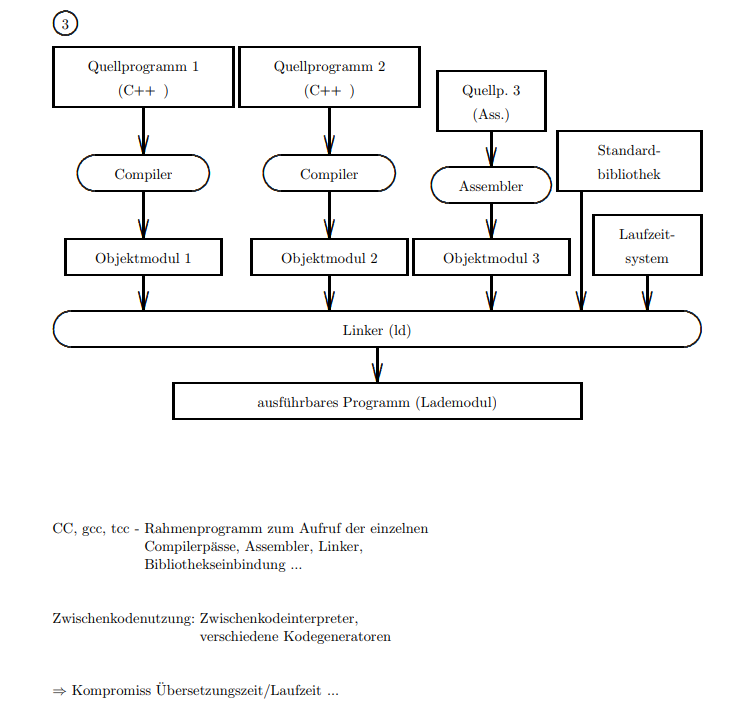 3
Quellprogramm 1
(C++ )
Quellprogramm 2
(C++ )
Quellp. 3
(Ass.)
Standard-
bibliothek
Compiler
Compiler
Assembler
Laufzeit-
system
Objektmodul 1
Objektmodul 2
Objektmodul 3
Linker (ld)
ausführbares Programm (Lademodul)
CC, gcc, tcc - Rahmenprogramm zum Aufruf der einzelnen
Compilerpässe, Assembler, Linker,
Bibliothekseinbindung ...
Zwischenkodenutzung: Zwischenkodeinterpreter,
verschiedene Kodegeneratoren
⇒ Kompromiss Übersetzungszeit/Laufzeit ...